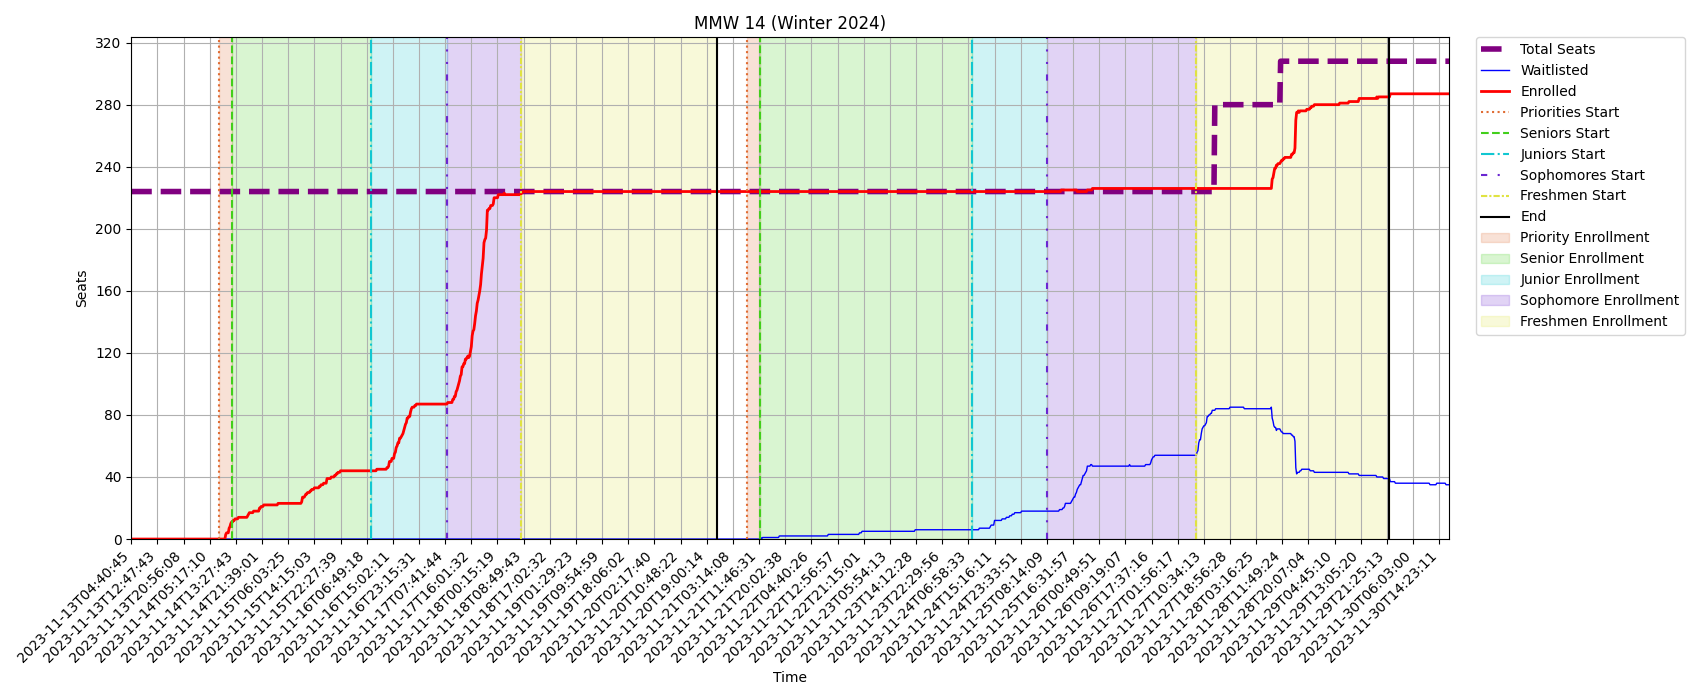 MMW 14 (Winter 2024)
320
280
240
200
160
120
80
40
0
Seats
2023-11-13T04:40:45
2023-11-13T12:47:43
2023-11-13T20:56:08
2023-11-14T05:17:10
2023-11-14T13:27:43
2023-11-14T21:39:01
2023-11-15T06:03:25
2023-11-15T14:15:03
2023-11-15T22:27:39
2023-11-16T06:49:18
2023-11-16T15:02:11
2023-11-16T23:15:31
2023-11-17T07:41:44
2023-11-17T16:01:32
2023-11-18T00:15:19
2023-11-18T08:49:43
2023-11-18T17:02:32
2023-11-19T01:29:23
2023-11-19T09:54:59
2023-11-19T18:06:02
2023-11-20T02:17:40
2023-11-20T10:48:22
2023-11-20T19:00:14
2023-11-21T03:14:08
2023-11-21T11:46:31
2023-11-21T20:02:38
2023-11-22T04:40:26
2023-11-22T12:56:57
2023-11-22T21:15:01
2023-11-23T05:54:13
2023-11-23T14:12:28
2023-11-23T22:29:56
2023-11-24T06:58:33
2023-11-24T15:16:11
2023-11-24T23:33:51
2023-11-25T08:14:09
2023-11-25T16:31:57
2023-11-26T00:49:51
2023-11-26T09:19:07
2023-11-26T17:37:16
2023-11-27T01:56:17
2023-11-27T10:34:13
2023-11-27T18:56:28
2023-11-28T03:16:25
2023-11-28T11:49:24
2023-11-28T20:07:04
2023-11-29T04:45:10
2023-11-29T13:05:20
2023-11-29T21:25:13
2023-11-30T06:03:00
2023-11-30T14:23:11
Time
Total Seats
Waitlisted
Enrolled
Priorities Start
Seniors Start
Juniors Start
Sophomores Start
Freshmen Start
End
Priority Enrollment
Senior Enrollment
Junior Enrollment
Sophomore Enrollment
Freshmen Enrollment